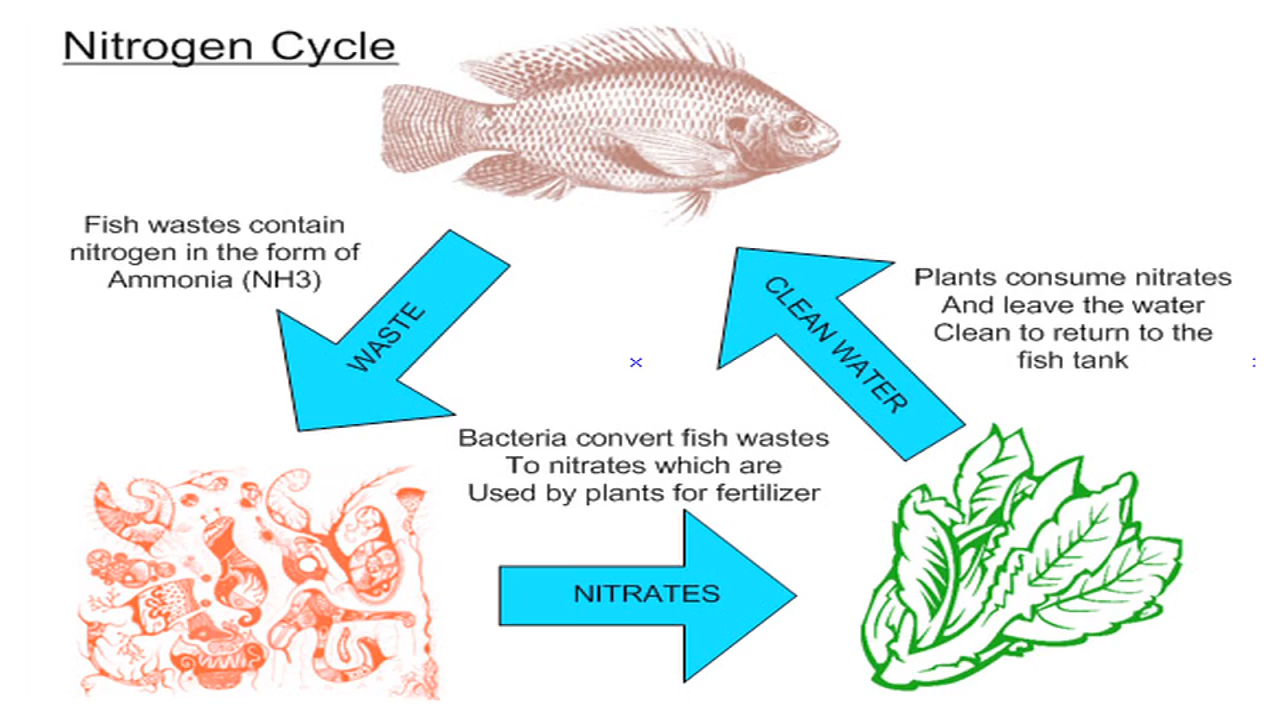 Nitrogen Cycle
Fish wastes contain
nitrogen in the form of
Ammonia (NH3)
WASTE
CLEAN WATER
Plants consume nitrates
And leave the water
Clean to return to the
fish tank
Bacteria convert fish wastes
To nitrates which are
Used by plants for fertilizer
NITRATES